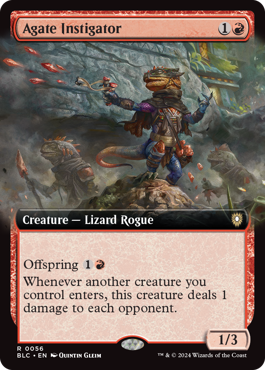 Agate Instigator 1
Creature — Lizard Rogue
Offspring 1
Whenever another creature you
control enters, this creature deals 1
damage to each opponent.
1/3
R 0056
BLC • EN QUINTIN GLEIM
™ & © 2024 Wizards of the Coast